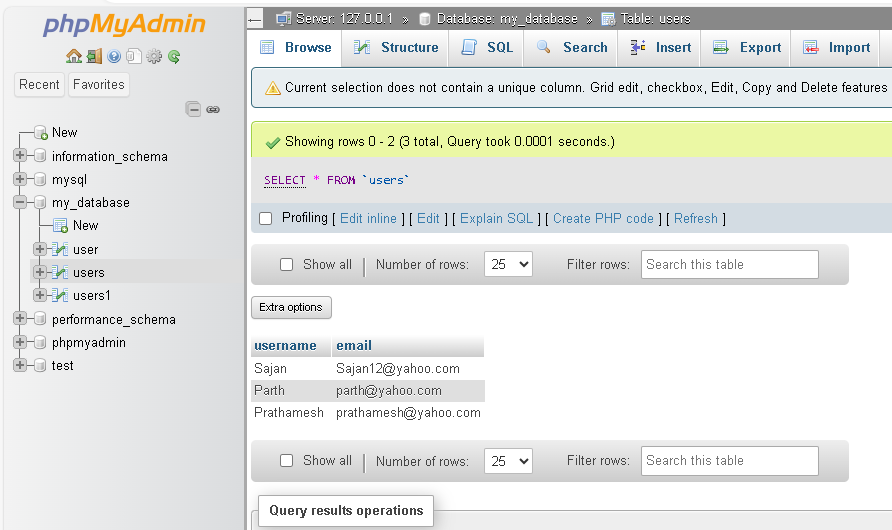 phpMyAdmin
Recent Favorites
New
information_schema
mysql
my_database
New
user
users
users1
performance_schema
phpmyadmin
test
Server: 127.0.0.1 » Database: my_database » Table: users
Browse Structure SQL Search Insert Export Import
Current selection does not contain a unique column. Grid edit, checkbox, Edit, Copy and Delete features
Showing rows 0 - 2 (3 total, Query took 0.0001 seconds.)
SELECT * FROM `users`
Profiling [ Edit inline ] [ Edit ] [ Explain SQL ] [ Create PHP code ] [ Refresh ]
Show all | Number of rows: 25 Filter rows: Search this table
Extra options
username email
Sajan Sajan12@yahoo.com
Parth parth@yahoo.com
Prathamesh prathamesh@yahoo.com
Show all | Number of rows: 25 Filter rows: Search this table
Query results operations